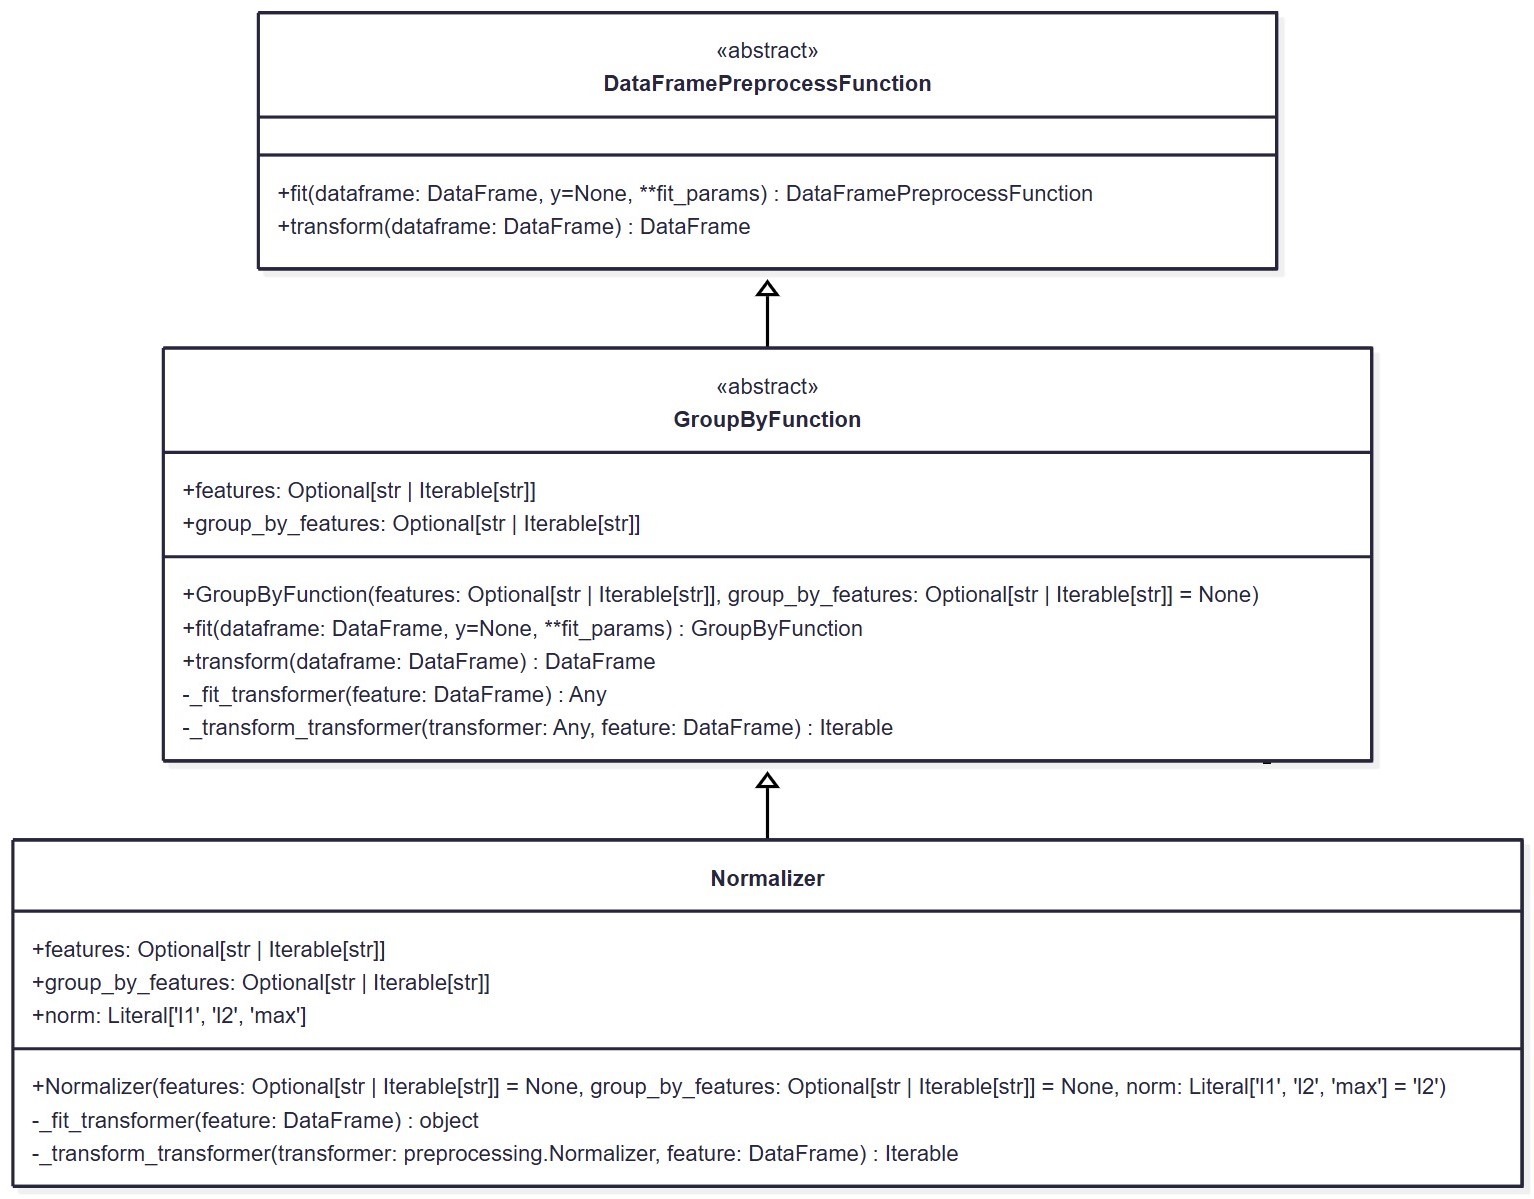 «abstract»
DataFramePreprocessFunction
+fit(dataframe: DataFrame, y=None, **fit_params) : DataFramePreprocessFunction
+transform(dataframe: DataFrame) : DataFrame
«abstract»
GroupByFunction
+features: Optional[str | Iterable[str]]
+group_by_features: Optional[str | Iterable[str]]
+GroupByFunction(features: Optional[str | Iterable[str]], group_by_features: Optional[str | Iterable[str]] = None)
+fit(dataframe: DataFrame, y=None, **fit_params) : GroupByFunction
+transform(dataframe: DataFrame) : DataFrame
-_fit_transformer(feature: DataFrame) : Any
-_transform_transformer(transformer: Any, feature: DataFrame) : Iterable
Normalizer
+features: Optional[str | Iterable[str]]
+group_by_features: Optional[str | Iterable[str]]
+norm: Literal['l1', 'l2', 'max']
+Normalizer(features: Optional[str | Iterable[str]] = None, group_by_features: Optional[str | Iterable[str]] = None, norm: Literal['l1', 'l2', 'max'] = 'l2')
-_fit_transformer(feature: DataFrame) : object
-_transform_transformer(transformer: preprocessing.Normalizer, feature: DataFrame) : Iterable